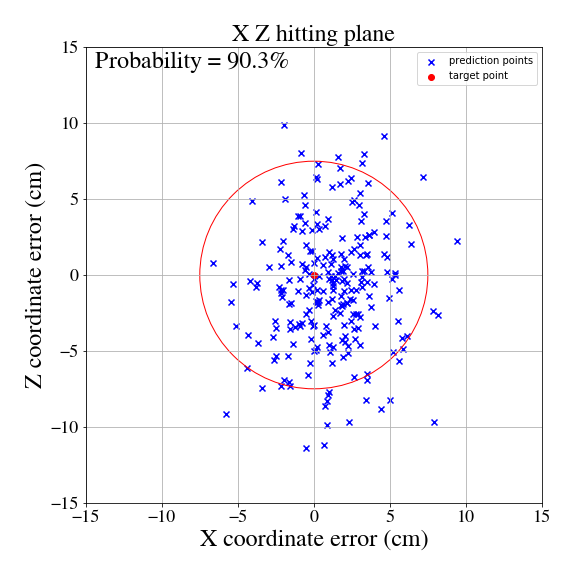 X Z hitting plane
Probability = 90.3%
prediction points
target point
15
10
5
0
−5
−10
−15
−15
−10
−5
0
5
10
15
Z coordinate error (cm)
X coordinate error (cm)